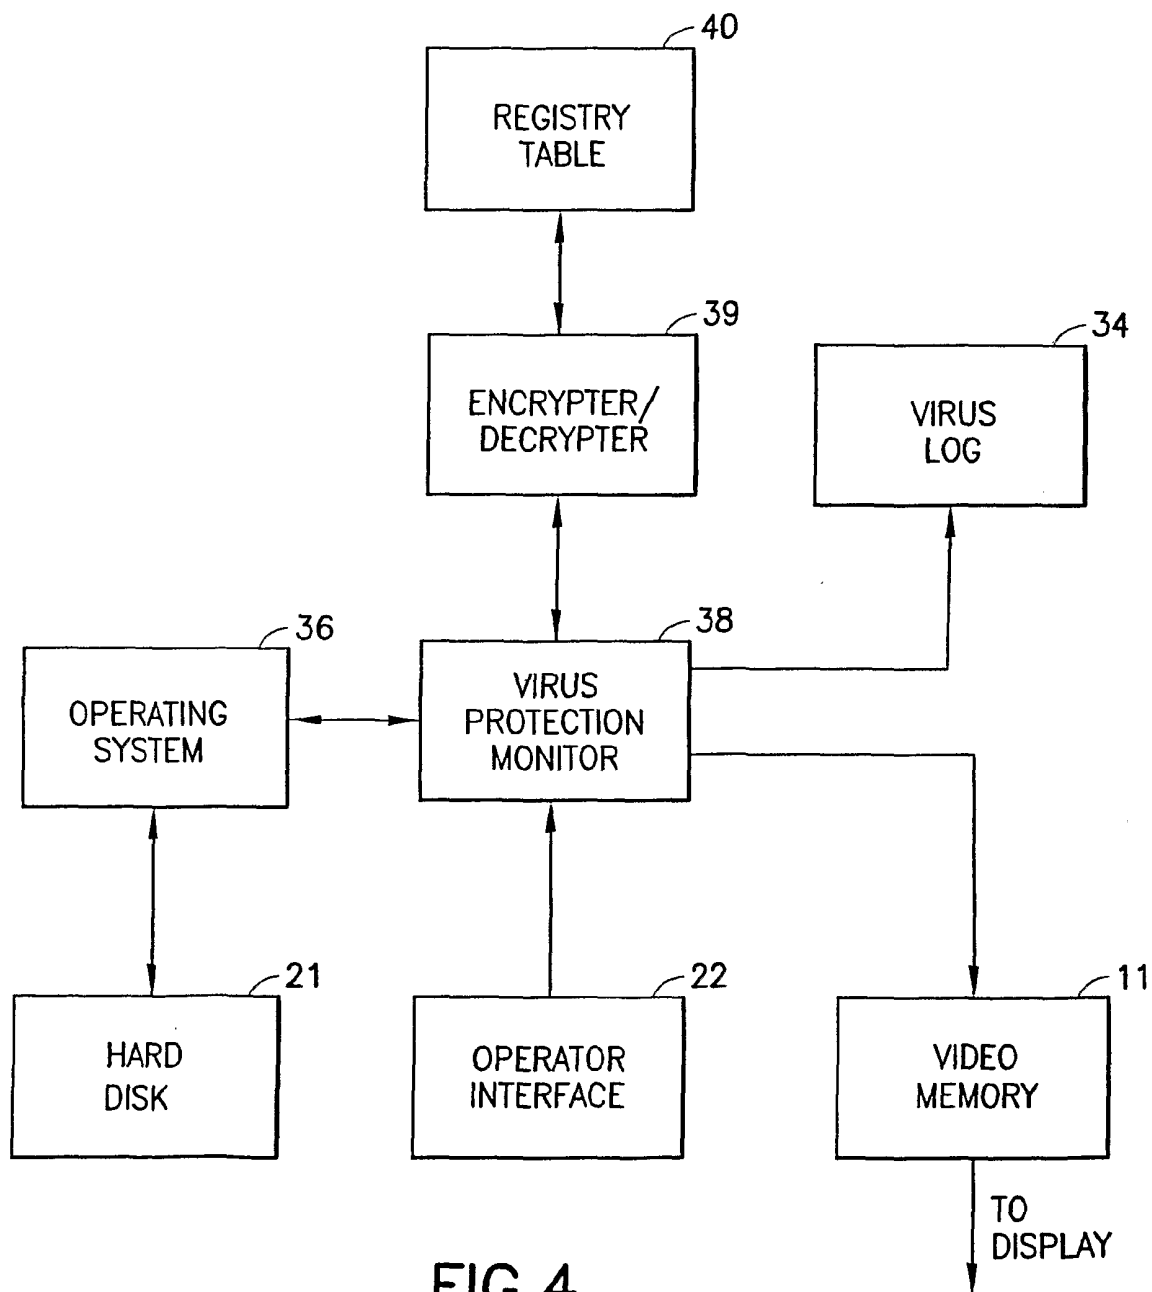 40
REGISTRY
TABLE
39
ENCRYPTER/
DECRYPTER
34
VIRUS
LOG
36
OPERATING
SYSTEM
38
VIRUS
PROTECTION
MONITOR
21
HARD
DISK
22
OPERATOR
INTERFACE
11
VIDEO
MEMORY
TO
DISPLAY
FIG.4